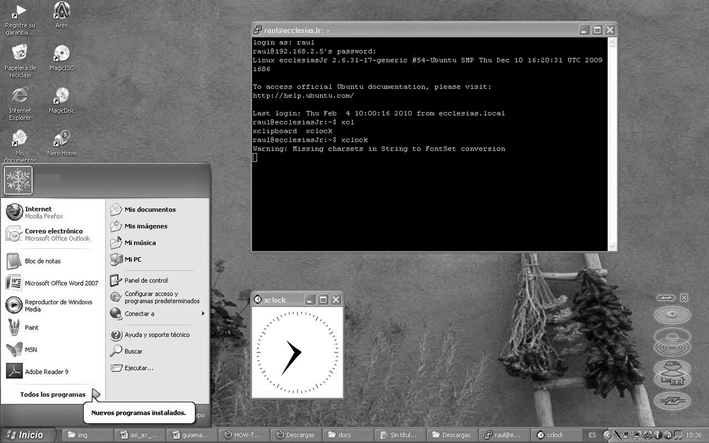 Registre su
garantía...
Ares
Papelera de
reciclaje
MagicISO
Internet
Explorer
MagicDisc
Mis
documentos
Nero Home
raul@ecclesiasJr: ~
login as: raul
raul@192.168.2.5's password:
Linux ecclesiasJr 2.6.31-17-generic #54-Ubuntu SMP Thu Dec 10 16:20:31 UTC 2009
i686
To access official Ubuntu documentation, please visit:
http://help.ubuntu.com/
Last login: Thu Feb  4 10:00:16 2010 from ecclesias.local
raul@ecclesiasJr:~$ xcl
xclipboard  xclock
raul@ecclesiasJr:~$ xclock
Warning: Missing charsets in String to FontSet conversion
Internet
Mozilla Firefox
Correo electrónico
Microsoft Office Outlook
Bloc de notas
Microsoft Office Word 2007
Reproductor de Windows
Media
Paint
MSN
Adobe Reader 9
Todos los programas
Mis documentos
Mis imágenes
Mi música
Mi PC
Panel de control
Configurar acceso y
programas predeterminados
Conectar a
Ayuda y soporte técnico
Buscar
Ejecutar...
Nuevos programas instalados.
xclock
Inicio
img
asi_ax_...
guiaima...
HOW-T...
Descargas
docs
Sin títul...
Descargas
raul@e...
xclock
ES
10:36